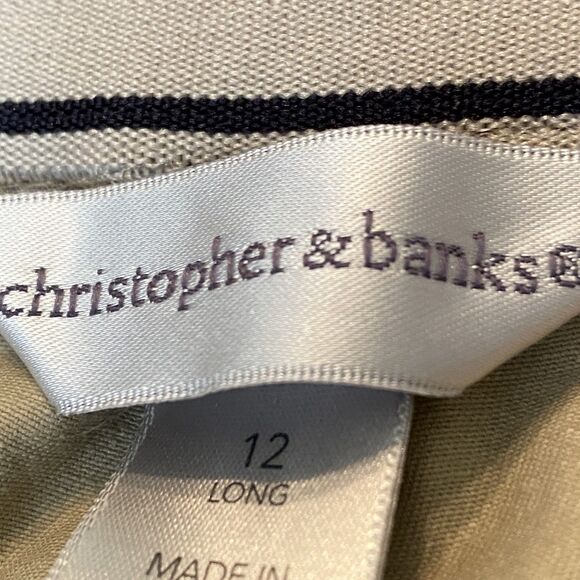 christopher & banks®
12
LONG
MADE IN